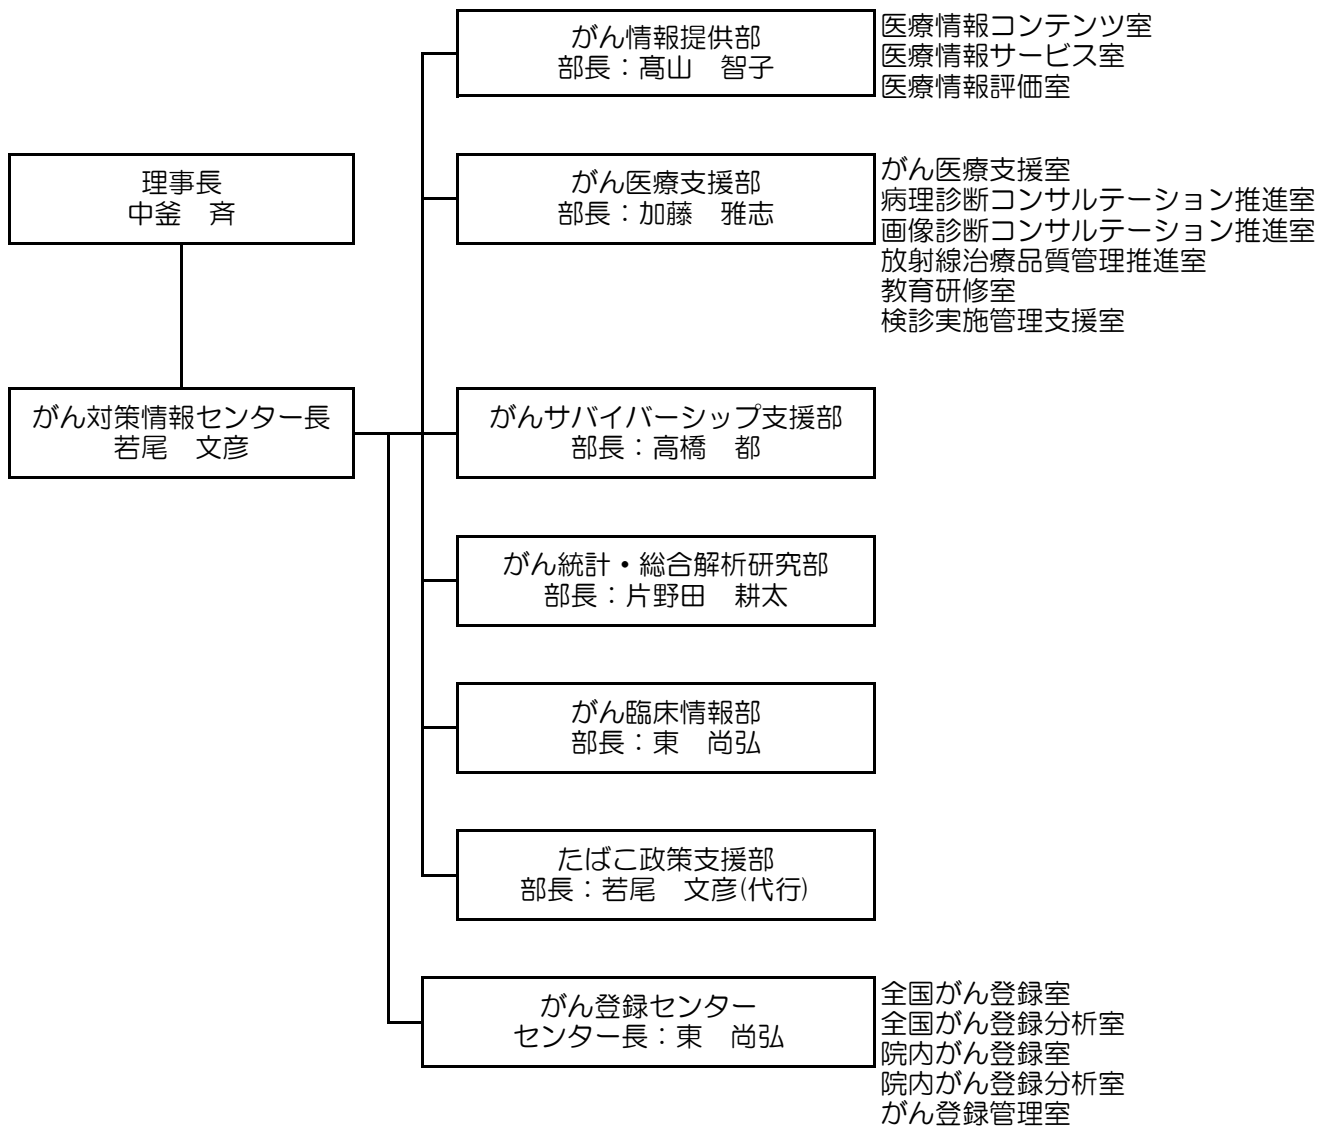 理事長
中釜　斉
がん対策情報センター長
若尾　文彦
がん情報提供部
部長：髙山　智子
医療情報コンテンツ室
医療情報サービス室
医療情報評価室
がん医療支援部
部長：加藤　雅志
がん医療支援室
病理診断コンサルテーション推進室
画像診断コンサルテーション推進室
放射線治療品質管理推進室
教育研修室
検診実施管理支援室
がんサバイバーシップ支援部
部長：高橋　都
がん統計・総合解析研究部
部長：片野田　耕太
がん臨床情報部
部長：東　尚弘
たばこ政策支援部
部長：若尾　文彦(代行)
がん登録センター
センター長：東　尚弘
全国がん登録室
全国がん登録分析室
院内がん登録室
院内がん登録分析室
がん登録管理室